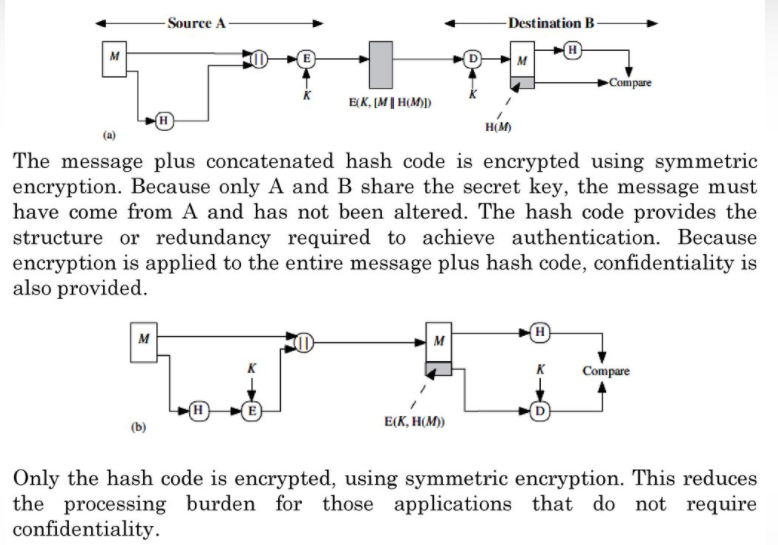 Source A
Destination B
M
||
E
D
M
H
K
K
Compare
E(K, [M || H(M)])
H
H(M)
(a)
The message plus concatenated hash code is encrypted using symmetric
encryption. Because only A and B share the secret key, the message must
have come from A and has not been altered. The hash code provides the
structure or redundancy required to achieve authentication. Because
encryption is applied to the entire message plus hash code, confidentiality is
also provided.
M
||
M
H
K
K
Compare
H
E
D
E(K, H(M))
(b)
Only the hash code is encrypted, using symmetric encryption. This reduces
the processing burden for those applications that do not require
confidentiality.